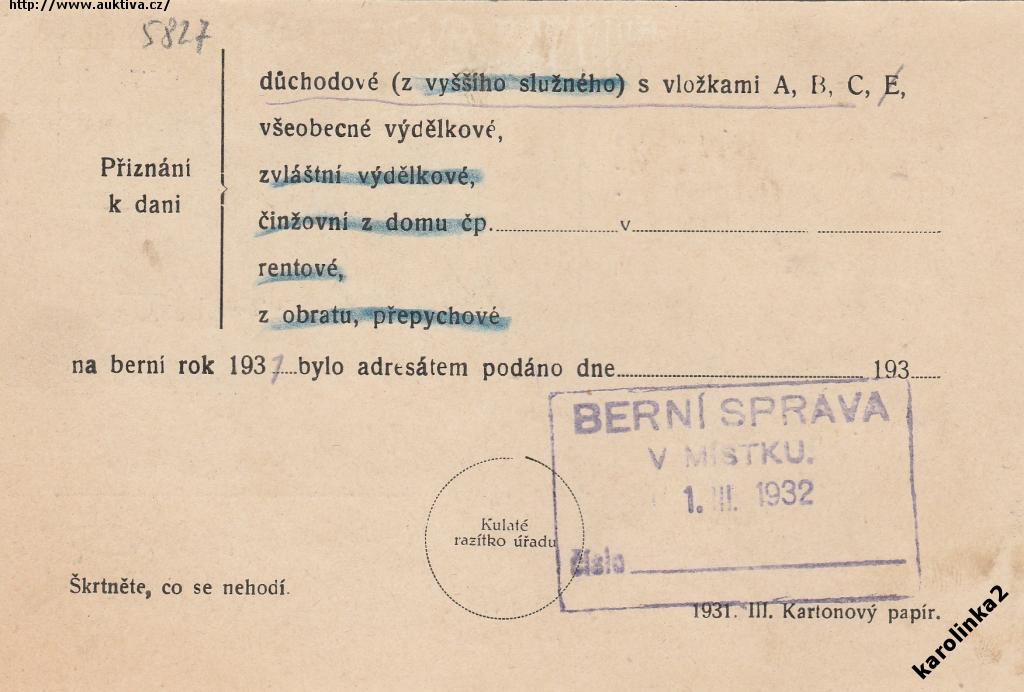 http://www.auktiva.cz/
5827
důchodové (z vyššího služného) s vložkami A, B, C, E,
všeobecné výdělkové,
zvláštní výdělkové,
Přiznání
k dani
činžovní z domu čp. v
rentové,
z obratu, přepychové
na berní rok 1931 bylo adresátem podáno dne 193
BERNÍ SPRÁVA
V MÍSTKU.
1. III. 1932
Kulaté
razítko úřadu
číslo
Škrtněte, co se nehodí.
1931. III. Kartonový papír.
karolinka2